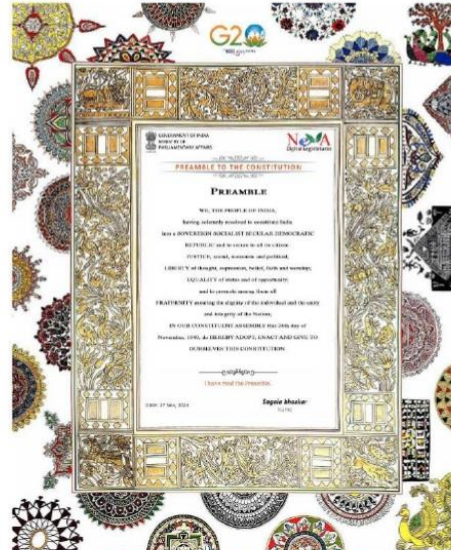 G20
GOVERNMENT OF INDIA
MINISTRY OF
PARLIAMENTARY AFFAIRS
NeVA
PREAMBLE TO THE CONSTITUTION
PREAMBLE
WE, THE PEOPLE OF INDIA,
having solemnly resolved to constitute India
into a SOVEREIGN SOCIALIST SECULAR DEMOCRATIC
REPUBLIC and to secure to all its citizens
JUSTICE, social, economic and political;
LIBERTY of thought, expression, belief, faith and worship;
EQUALITY of status and of opportunity;
and to promote among them all
FRATERNITY assuring the dignity of the individual and the unity
and integrity of the Nation;
IN OUR CONSTITUENT ASSEMBLY this 26th day of
November, 1949, do HEREBY ADOPT, ENACT AND GIVE TO
OURSELVES THIS CONSTITUTION
I have read the Preamble.